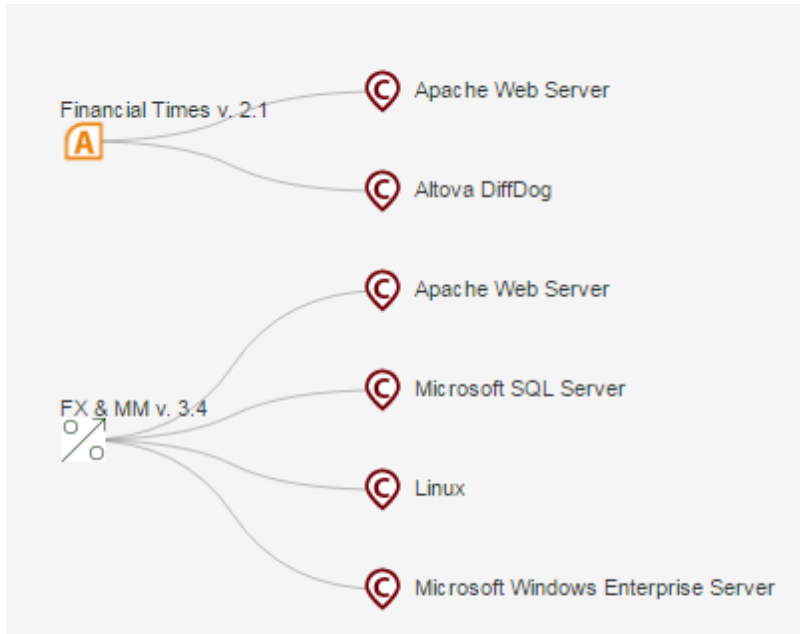 Financial Times v. 2.1
A
C Apache Web Server
C Altova DiffDog
C Apache Web Server
FX & MM v. 3.4
C Microsoft SQL Server
C Linux
C Microsoft Windows Enterprise Server